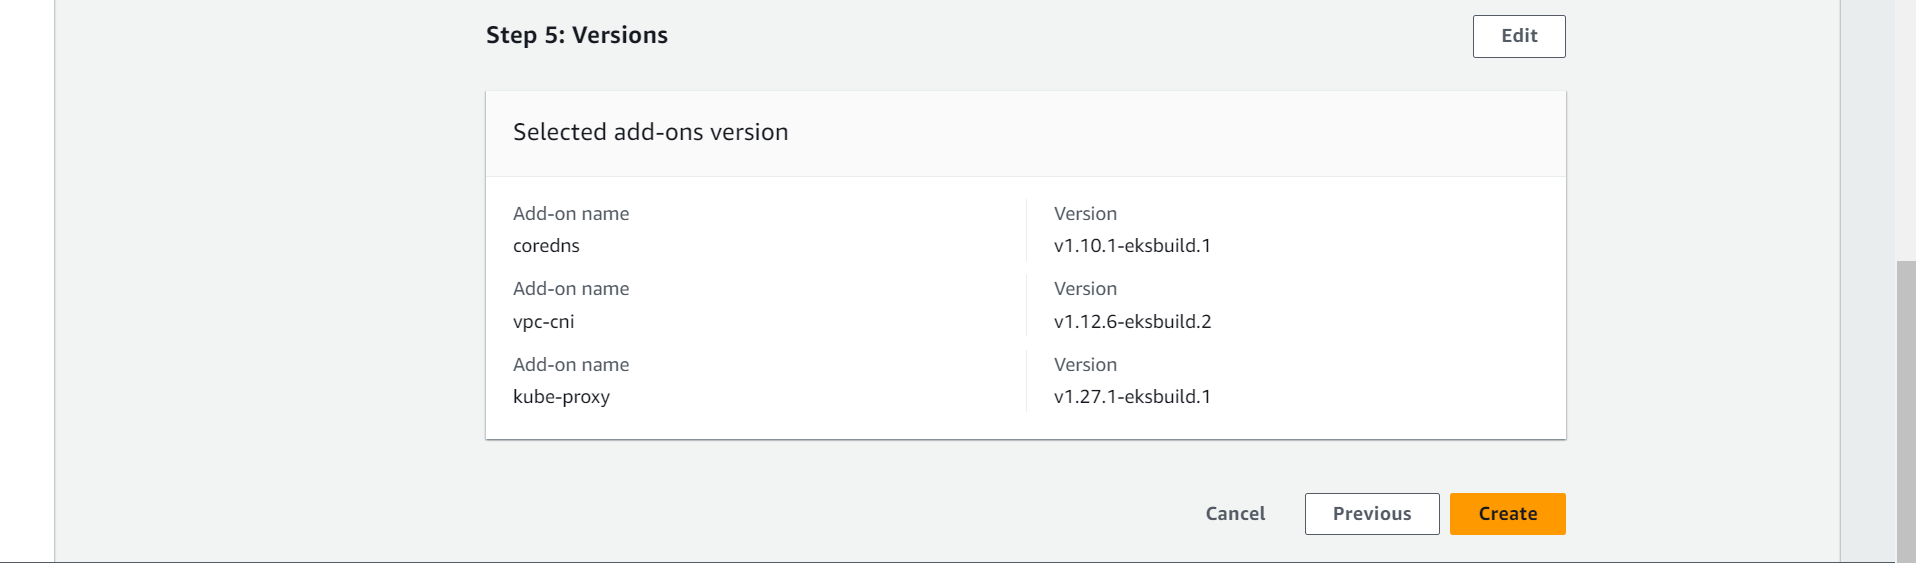 Step 5: Versions
Edit
Selected add-ons version
Add-on name
Version
coredns
v1.10.1-eksbuild.1
Add-on name
Version
vpc-cni
v1.12.6-eksbuild.2
Add-on name
Version
kube-proxy
v1.27.1-eksbuild.1
Cancel
Previous
Create